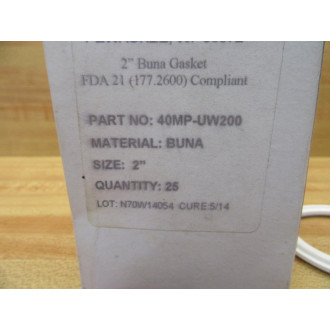 2" Buna Gasket
FDA 21 (177.2600) Compliant
PART NO: 40MP-UW200
MATERIAL: BUNA
SIZE: 2"
QUANTITY: 25
LOT: N70W14054 CURE:5/14